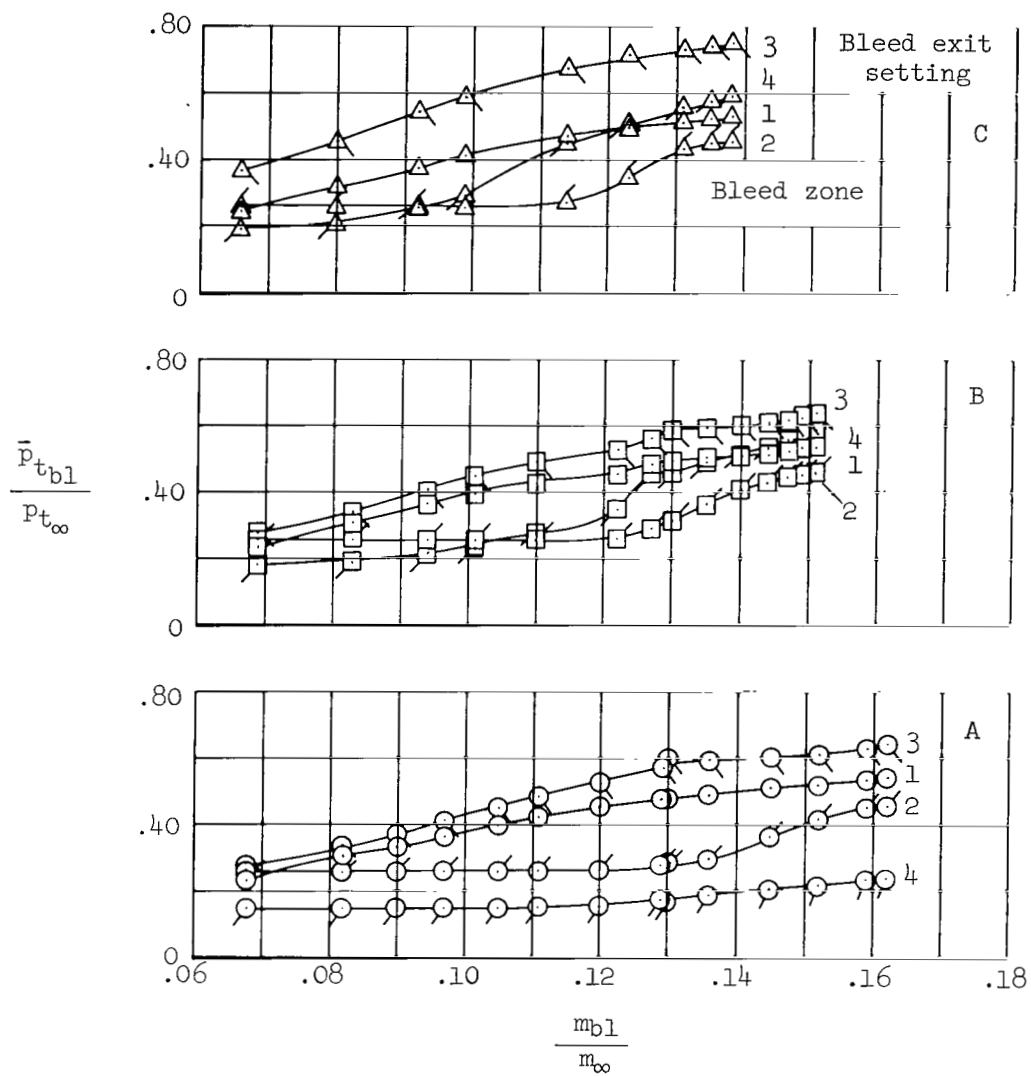 .80
3
4
1
2
Bleed exit
setting
C
.40
Bleed zone
0
.80
3
4
1
2
B
p̄tbl
pt∞
.40
0
.80
3
1
2
4
A
.40
0
.06 .08 .10 .12 .14 .16 .18
mbl
m∞